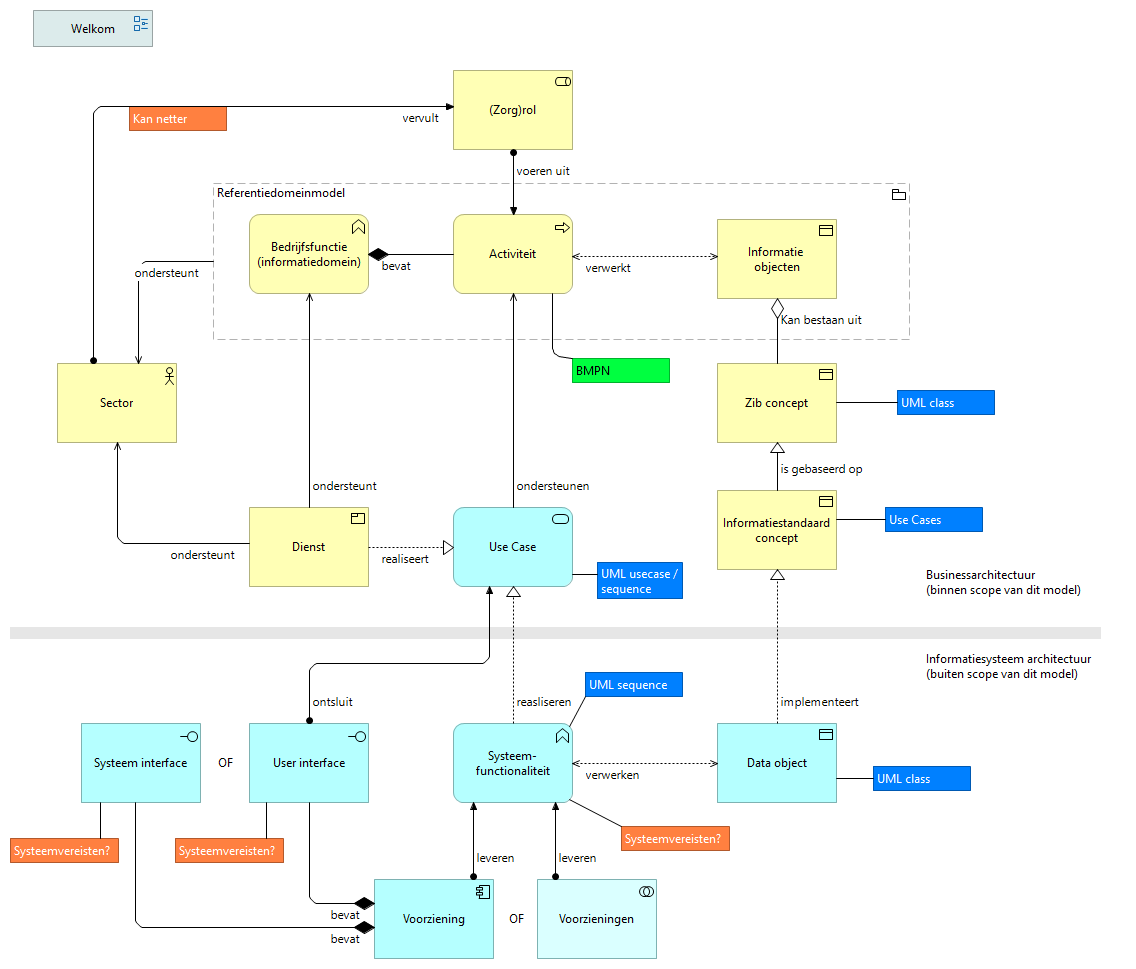 Welkom
(Zorg)rol
Kan netter
vervult
voeren uit
Referentiedomeinmodel
Bedrijfsfunctie
(informatiedomein)
bevat
Activiteit
verwerkt
Informatie
objecten
ondersteunt
Kan bestaan uit
BMPN
Sector
Zib concept
UML class
is gebaseerd op
ondersteunt
ondersteunen
Informatiestandaard
concept
Use Cases
Dienst
ondersteunt
realiseert
Use Case
UML usecase /
sequence
Businessarchitectuur
(binnen scope van dit model)
Informatiesysteem architectuur
(buiten scope van dit model)
UML sequence
ontsluit
reasliseren
implementeert
Systeem interface
OF
User interface
Systeem-
functionaliteit
verwerken
Data object
UML class
Systeemvereisten?
Systeemvereisten?
Systeemvereisten?
leveren
leveren
bevat
bevat
Voorziening
OF
Voorzieningen